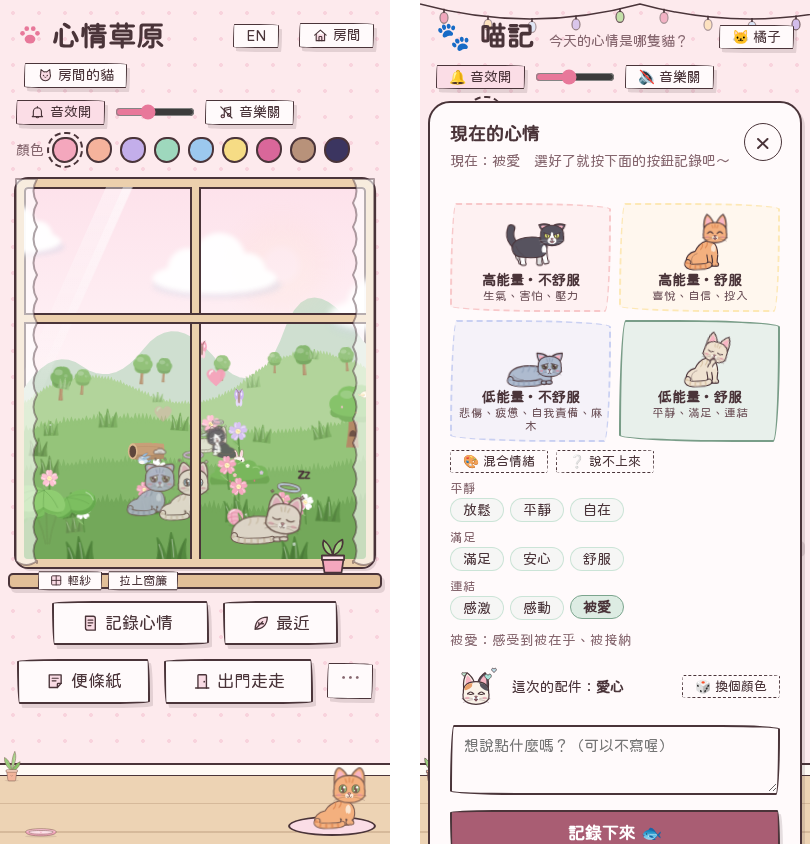 心情草原
EN
房間
房間的貓
音效開
音樂關
顏色
zz
輕紗
拉上窗簾
記錄心情
最近
便條紙
出門走走
...
喵記
今天的心情是哪隻貓？
橘子
音效開
音樂關
現在的心情
現在：被愛　選好了就按下面的按鈕記錄吧～
高能量・不舒服
生氣、害怕、壓力
高能量・舒服
喜悅、自信、投入
低能量・不舒服
悲傷、疲憊、自我責備、麻
木
低能量・舒服
平靜、滿足、連結
混合情緒
說不上來
平靜
放鬆
平靜
自在
滿足
滿足
安心
舒服
連結
感激
感動
被愛
被愛：感受到被在乎、被接納
這次的配件：愛心
換個顏色
想說點什麼嗎？（可以不寫喔）
記錄下來